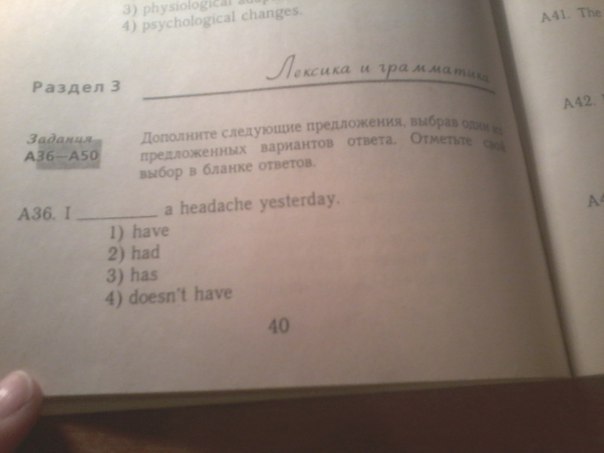 3) physiological
4) psychological changes.
Раздел 3
Лексика и грамматика
Задания
А36—А50
Дополните следующие предложения, выбрав один из
предложенных вариантов ответа. Отметьте свой
выбор в бланке ответов.
A36. I ________ a headache yesterday.
1) have
2) had
3) has
4) doesn't have
40
A41. The
A42.